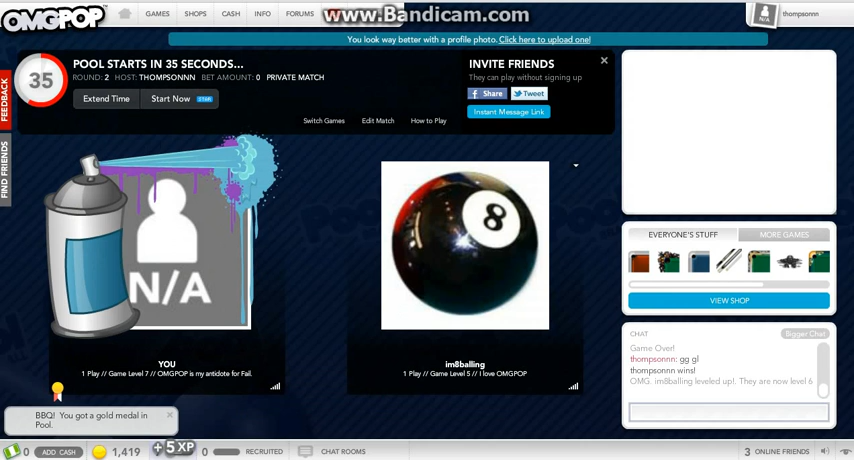 OMGPOP
GAMES
SHOPS
CASH
INFO
FORUMS
www.Bandicam.com
N/A
thompsonnn
You look way better with a profile photo. Click here to upload one!
35
POOL STARTS IN 35 SECONDS...
ROUND: 2 HOST: THOMPSONNN BET AMOUNT: 0 PRIVATE MATCH
Extend Time
Start Now
Switch Games
Edit Match
How to Play
INVITE FRIENDS
They can play without signing up
Share
Tweet
Instant Message Link
FEEDBACK
FIND FRIENDS
N/A
8
YOU
1 Play // Game Level 7 // OMGPOP is my antidote for Fail.
im8balling
1 Play // Game Level 5 // I love OMGPOP
EVERYONE'S STUFF
MORE GAMES
VIEW SHOP
CHAT
Bigger Chat
Game Over!
thompsonnn: gg gl
thompsonnn wins!
OMG. im8balling leveled up!. They are now level 6
BBQ! You got a gold medal in
Pool.
0
ADD CASH
1,419
+5 XP
0
RECRUITED
CHAT ROOMS
3 ONLINE FRIENDS